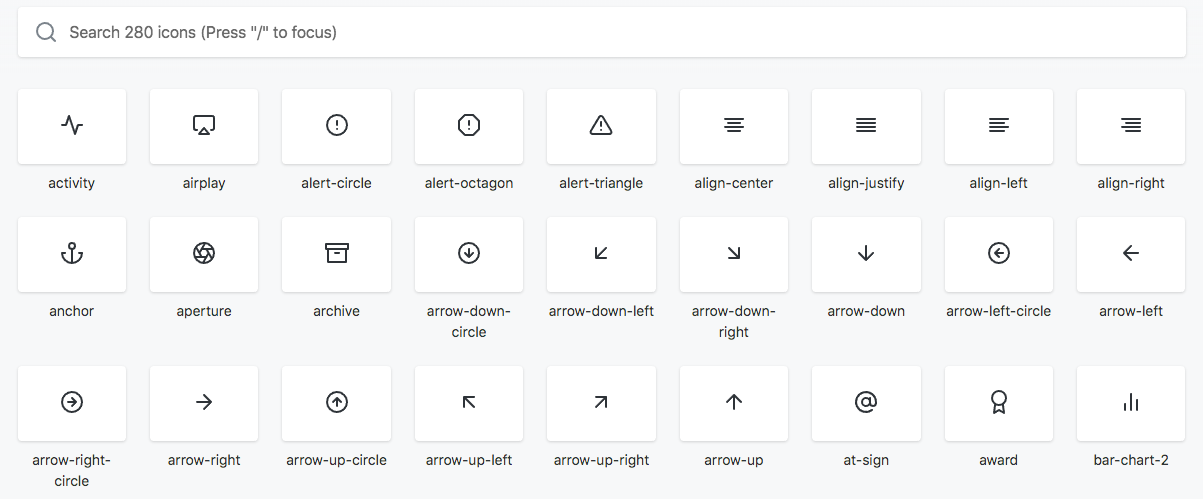 Search 280 icons (Press "/" to focus)
activity
airplay
alert-circle
alert-octagon
alert-triangle
align-center
align-justify
align-left
align-right
anchor
aperture
archive
arrow-down-
circle
arrow-down-left
arrow-down-
right
arrow-down
arrow-left-circle
arrow-left
arrow-right-
circle
arrow-right
arrow-up-circle
arrow-up-left
arrow-up-right
arrow-up
at-sign
award
bar-chart-2